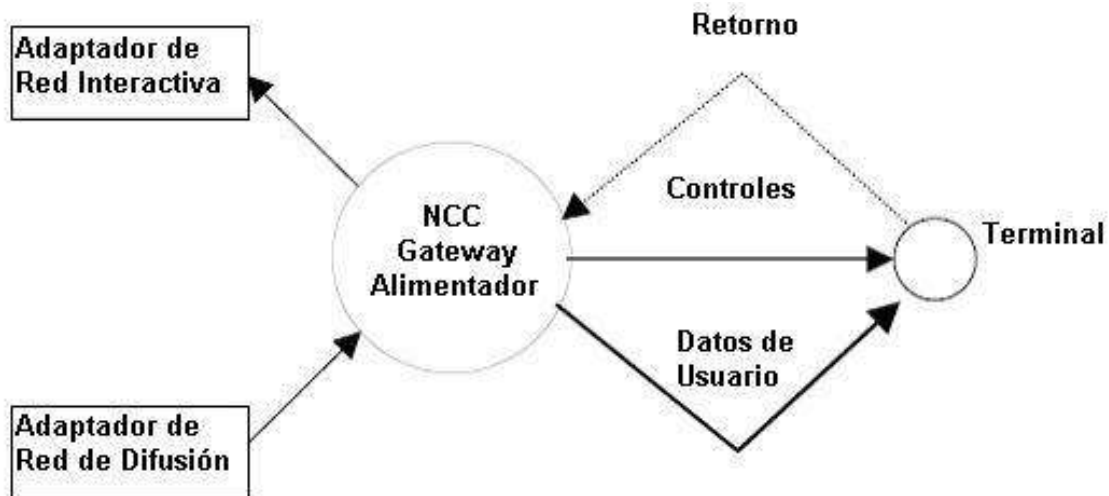 Retorno
Adaptador de
Red Interactiva
Controles
NCC
Gateway
Alimentador
Terminal
Datos de
Usuario
Adaptador de
Red de Difusión